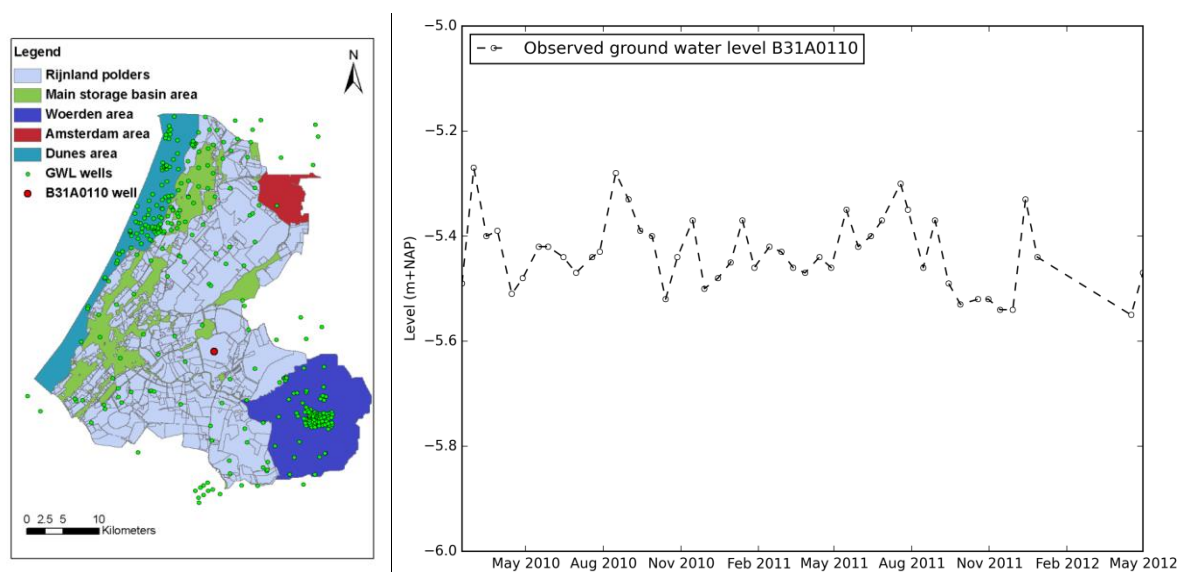 Legend
N
Rijnland polders
Main storage basin area
Woerden area
Amsterdam area
Dunes area
GWL wells
B31A0110 well
0 2.5 5 10
Kilometers
Observed ground water level B31A0110
Level (m+NAP)
−5.0
−5.2
−5.4
−5.6
−5.8
−6.0
May 2010 Aug 2010 Nov 2010 Feb 2011 May 2011 Aug 2011 Nov 2011 Feb 2012 May 2012